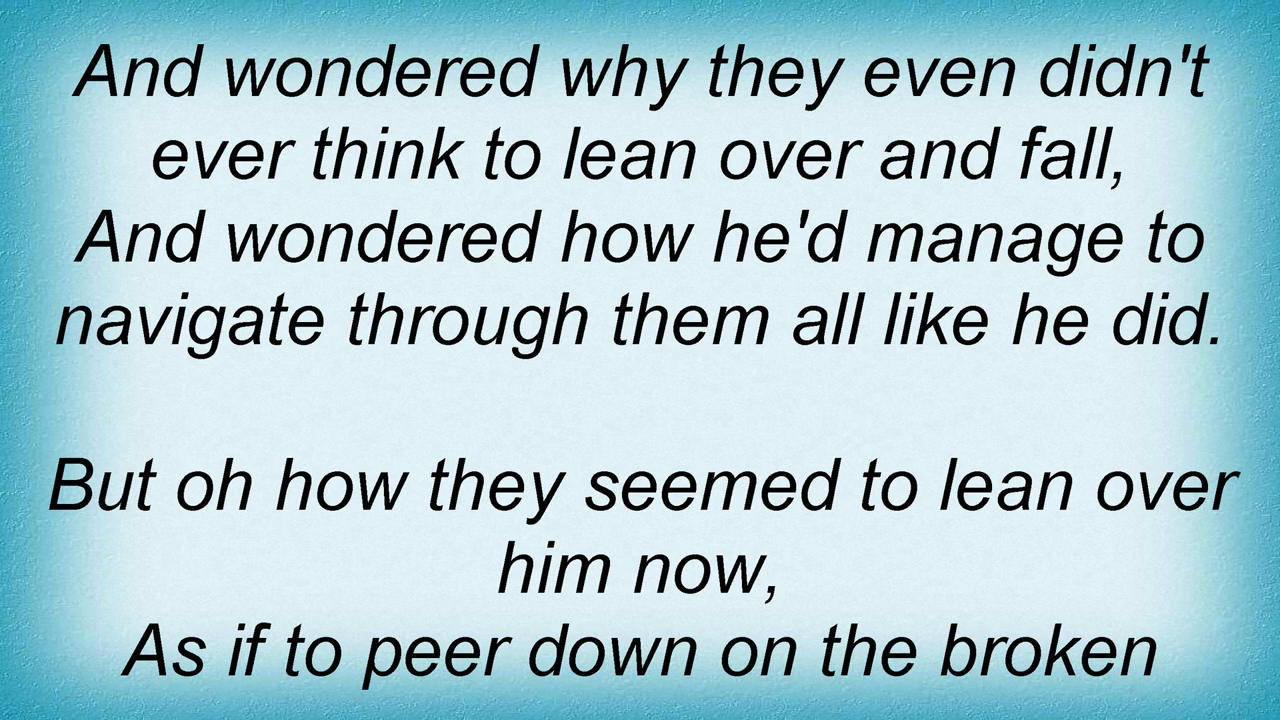 And wondered why they even didn't
ever think to lean over and fall,
And wondered how he'd manage to
navigate through them all like he did.
But oh how they seemed to lean over
him now,
As if to peer down on the broken